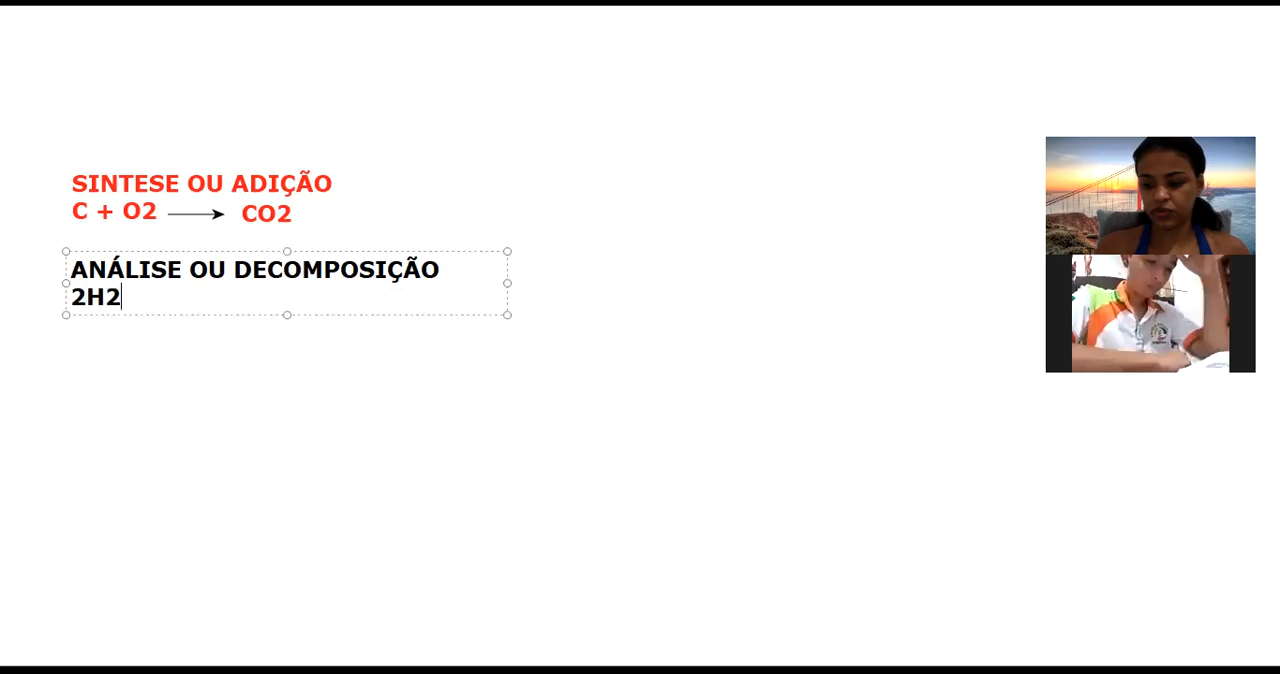 SINTESE OU ADIÇÃO
C + O2 → CO2
ANÁLISE OU DECOMPOSIÇÃO
2H2